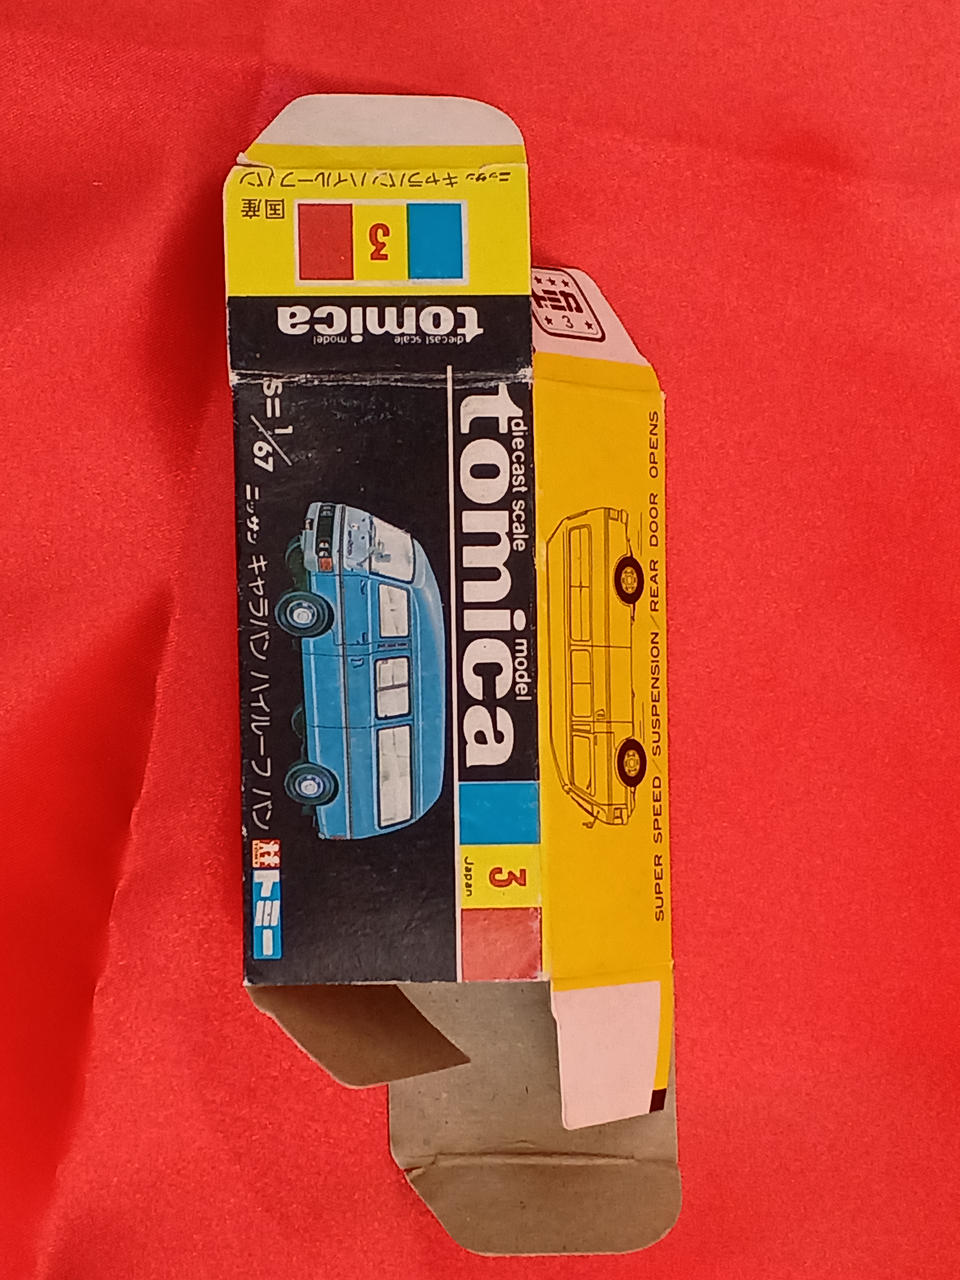 ニッサン キャラバン ハイルーフ バン
国産
3
tomica
diecast scale model
3
S=1/67 ニッサン キャラバン ハイルーフ バン
トミー
diecast scale model
tomica
3
Japan
SUPER SPEED/SUSPENSION/REAR DOOR OPENS